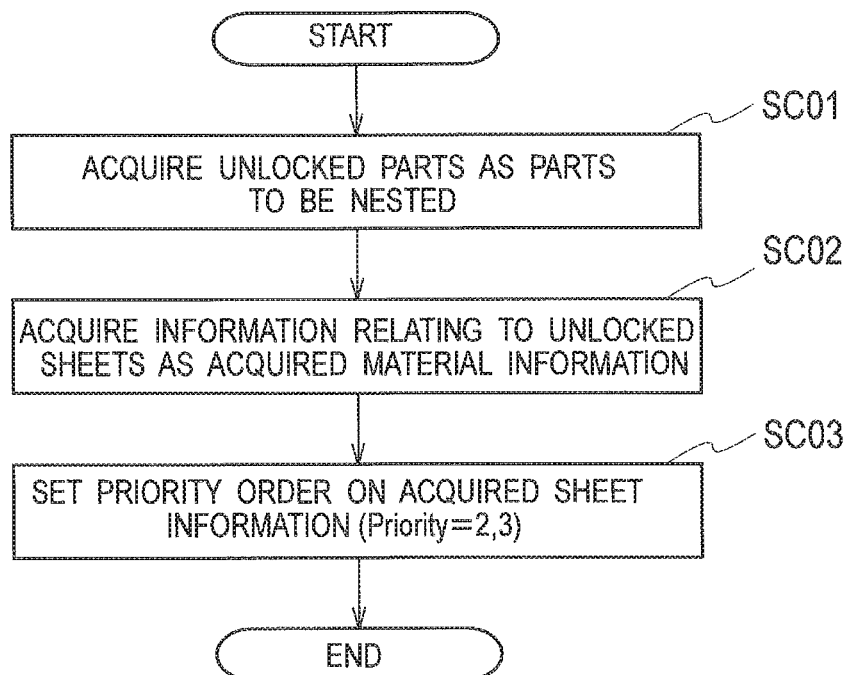 START
SC01
ACQUIRE UNLOCKED PARTS AS PARTS
TO BE NESTED
SC02
ACQUIRE INFORMATION RELATING TO UNLOCKED
SHEETS AS ACQUIRED MATERIAL INFORMATION
SC03
SET PRIORITY ORDER ON ACQUIRED SHEET
INFORMATION (Priority=2,3)
END